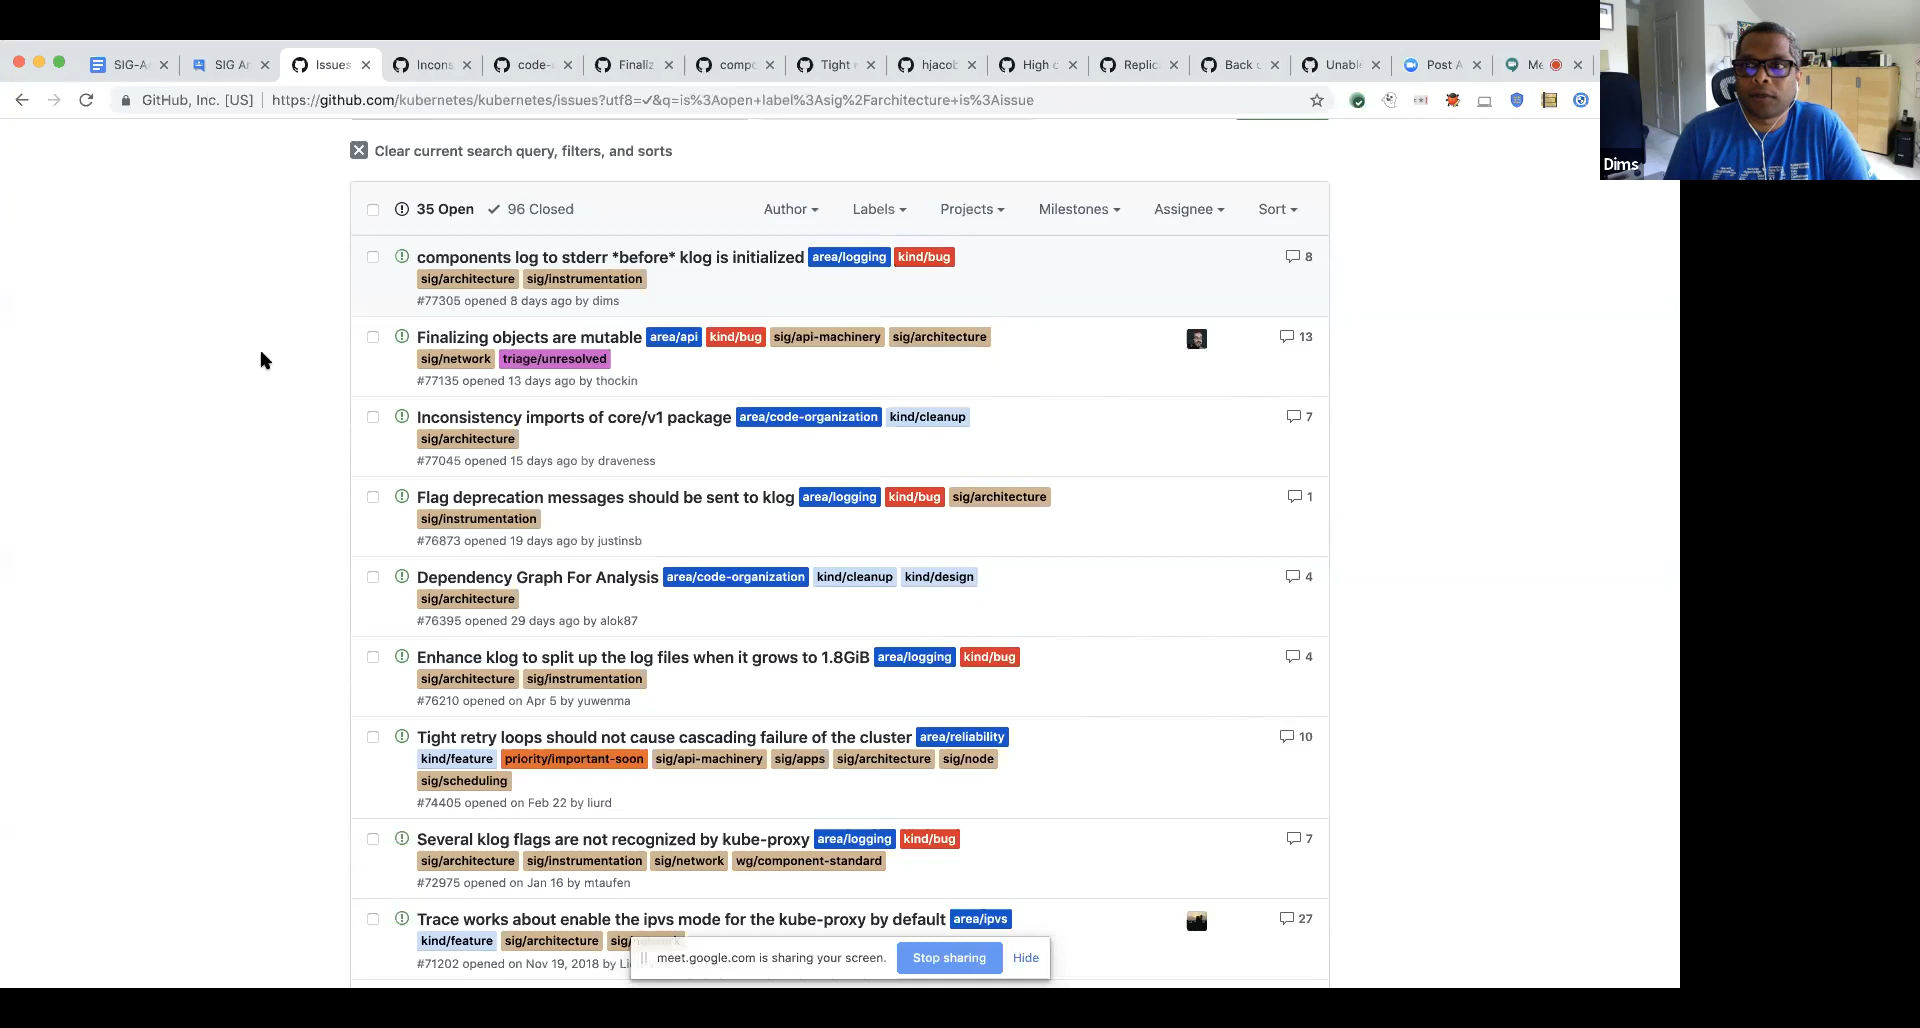 SIG-A
SIG Ar
Issues
Incons
code-
Finaliz
compo
Tight r
hjacob
High c
Replic
Back
Unable
Post A
Me
GitHub, Inc. [US] | https://github.com/kubernetes/kubernetes/issues?utf8=✓&q=is%3Aopen+label%3Asig%2Farchitecture+is%3Aissue
Dims
Clear current search query, filters, and sorts
35 Open 96 Closed Author Labels Projects Milestones Assignee Sort
components log to stderr *before* klog is initialized area/logging kind/bug 8
sig/architecture sig/instrumentation
#77305 opened 8 days ago by dims
Finalizing objects are mutable area/api kind/bug sig/api-machinery sig/architecture 13
sig/network triage/unresolved
#77135 opened 13 days ago by thockin
Inconsistency imports of core/v1 package area/code-organization kind/cleanup 7
sig/architecture
#77045 opened 15 days ago by draveness
Flag deprecation messages should be sent to klog area/logging kind/bug sig/architecture 1
sig/instrumentation
#76873 opened 19 days ago by justinsb
Dependency Graph For Analysis area/code-organization kind/cleanup kind/design 4
sig/architecture
#76395 opened 29 days ago by alok87
Enhance klog to split up the log files when it grows to 1.8GiB area/logging kind/bug 4
sig/architecture sig/instrumentation
#76210 opened on Apr 5 by yuwenma
Tight retry loops should not cause cascading failure of the cluster area/reliability 10
kind/feature priority/important-soon sig/api-machinery sig/apps sig/architecture sig/node
sig/scheduling
#74405 opened on Feb 22 by liurd
Several klog flags are not recognized by kube-proxy area/logging kind/bug 7
sig/architecture sig/instrumentation sig/network wg/component-standard
#72975 opened on Jan 16 by mtaufen
Trace works about enable the ipvs mode for the kube-proxy by default area/ipvs 27
kind/feature sig/architecture sig/network
#71202 opened on Nov 19, 2018 by
meet.google.com is sharing your screen. Stop sharing Hide